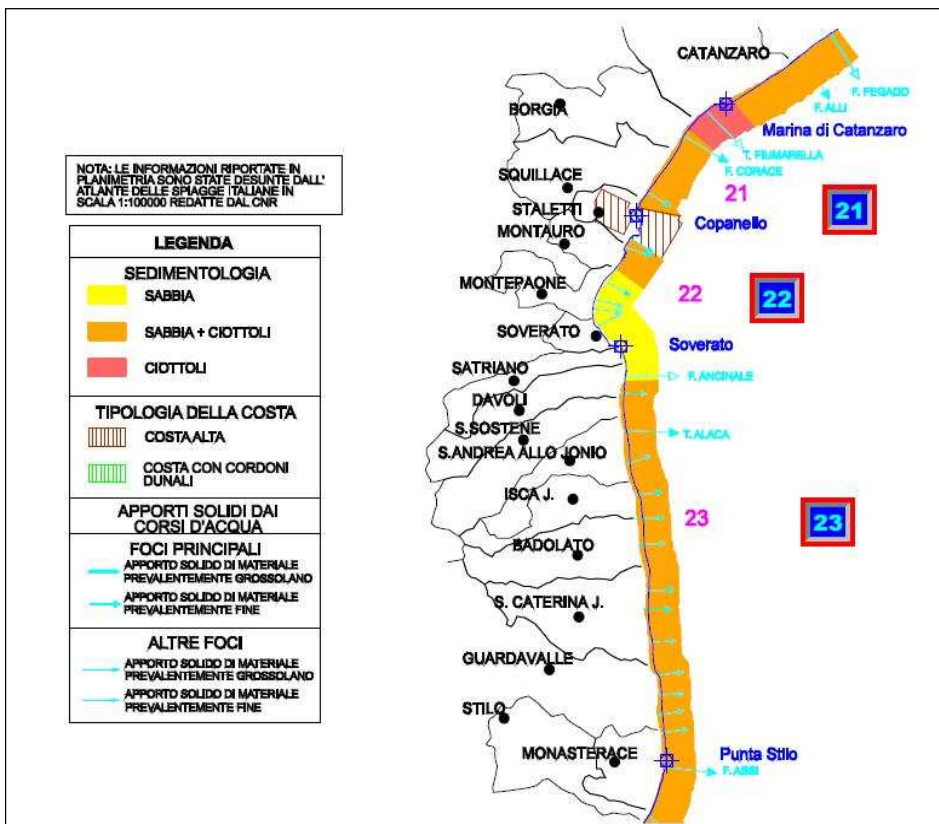 NOTA: LE INFORMAZIONI RIPORTATE IN
PLANIMETRIA SONO STATE DESUNTE DALL'
ATLANTE DELLE SPIAGGE ITALIANE IN
SCALA 1:100000 REDATTE DAL CNR
LEGENDA
SEDIMENTOLOGIA
SABBIA
SABBIA + CIOTTOLI
CIOTTOLI
TIPOLOGIA DELLA COSTA
COSTA ALTA
COSTA CON CORDONI
DUNALI
APPORTI SOLIDI DAI
CORSI D'ACQUA
FOCI PRINCIPALI
APPORTO SOLIDO DI MATERIALE
PREVALENTEMENTE GROSSOLANO
APPORTO SOLIDO DI MATERIALE
PREVALENTEMENTE FINE
ALTRE FOCI
APPORTO SOLIDO DI MATERIALE
PREVALENTEMENTE GROSSOLANO
APPORTO SOLIDO DI MATERIALE
PREVALENTEMENTE FINE
CATANZARO
F. FEGADO
F. ALLI
BORGIA
Marina di Catanzaro
T. FIUMARELLA
F. CORACE
SQUILLACE
21
21
STALETTI
Copanello
MONTAURO
MONTEPAONE
22
22
SOVERATO
Soverato
SATRIANO
F. ANCINALE
DAVOLI
S.SOSTENE
T. ALACA
S.ANDREA ALLO JONIO
ISCA J.
23
23
BADOLATO
S. CATERINA J.
GUARDAVALLE
STILO
MONASTERACE
Punta Stilo
F. ASSI